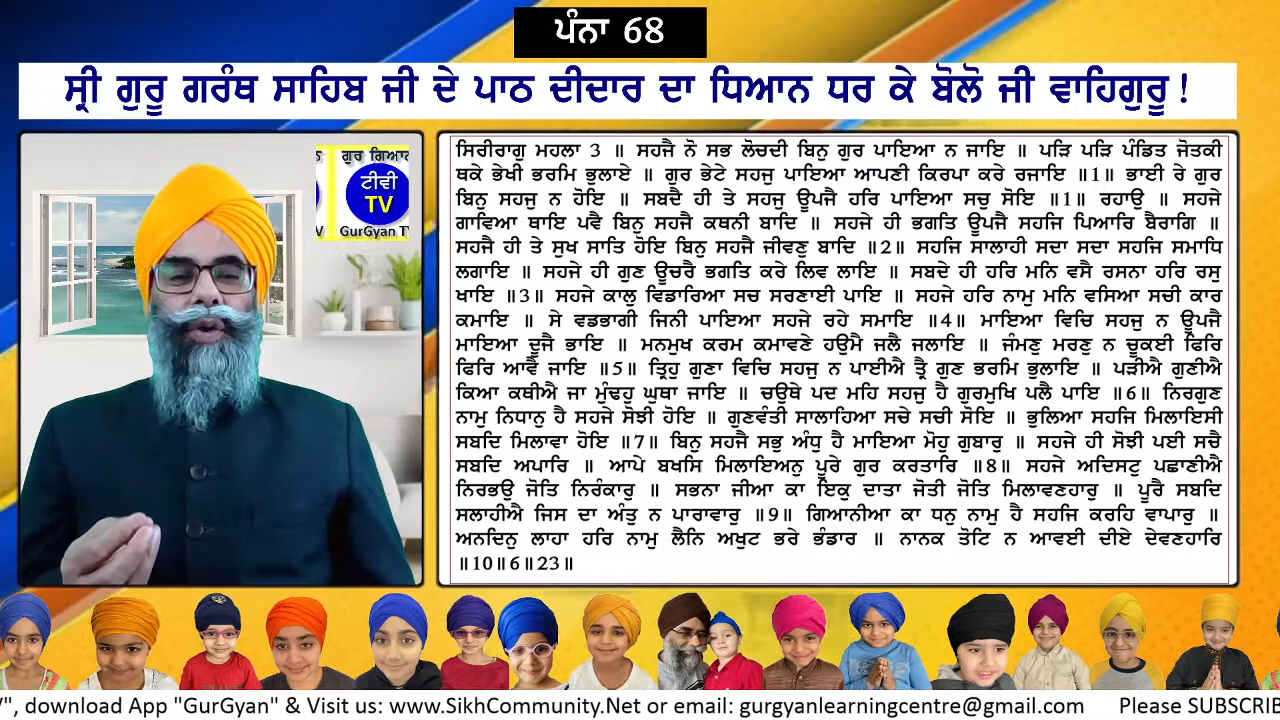 ਪੰਨਾ 68
ਸ੍ਰੀ ਗੁਰੂ ਗਰੰਥ ਸਾਹਿਬ ਜੀ ਦੇ ਪਾਠ ਦੀਦਾਰ ਦਾ ਧਿਆਨ ਧਰ ਕੇ ਬੋਲੋ ਜੀ ਵਾਹਿਗੁਰੂ!
ਗੁਰ ਗਿਆਨ
ਟੀਵੀ
TV
GurGyan TV
ਸਿਰੀਰਾਗੁ ਮਹਲਾ 3 ॥ ਸਹਜੈ ਨੋ ਸਭ ਲੋਚਦੀ ਬਿਨੁ ਗੁਰ ਪਾਇਆ ਨ ਜਾਇ ॥ ਪੜਿ ਪੜਿ ਪੰਡਿਤ ਜੋਤਕੀ
ਥਕੇ ਭੇਖੀ ਭਰਮਿ ਭੁਲਾਏ ॥ ਗੁਰ ਭੇਟੇ ਸਹਜੁ ਪਾਇਆ ਆਪਣੀ ਕਿਰਪਾ ਕਰੇ ਰਜਾਇ ॥1॥ ਭਾਈ ਰੇ ਗੁਰ
ਬਿਨੁ ਸਹਜੁ ਨ ਹੋਇ ॥ ਸਬਦੈ ਹੀ ਤੇ ਸਹਜੁ ਊਪਜੈ ਹਰਿ ਪਾਇਆ ਸਚੁ ਸੋਇ ॥1॥ ਰਹਾਉ ॥ ਸਹਜੇ
ਗਾਵਿਆ ਥਾਇ ਪਵੈ ਬਿਨੁ ਸਹਜੈ ਕਥਨੀ ਬਾਦਿ ॥ ਸਹਜੇ ਹੀ ਭਗਤਿ ਊਪਜੈ ਸਹਜਿ ਪਿਆਰਿ ਬੈਰਾਗਿ ॥
ਸਹਜੈ ਹੀ ਤੇ ਸੁਖ ਸਾਤਿ ਹੋਇ ਬਿਨੁ ਸਹਜੈ ਜੀਵਣੁ ਬਾਦਿ ॥2॥ ਸਹਜਿ ਸਾਲਾਹੀ ਸਦਾ ਸਦਾ ਸਹਜਿ ਸਮਾਧਿ
ਲਗਾਇ ॥ ਸਹਜੇ ਹੀ ਗੁਣ ਊਚਰੈ ਭਗਤਿ ਕਰੇ ਲਿਵ ਲਾਇ ॥ ਸਬਦੇ ਹੀ ਹਰਿ ਮਨਿ ਵਸੈ ਰਸਨਾ ਹਰਿ ਰਸੁ
ਖਾਇ ॥3॥ ਸਹਜੇ ਕਾਲੁ ਵਿਡਾਰਿਆ ਸਚ ਸਰਣਾਈ ਪਾਇ ॥ ਸਹਜੇ ਹਰਿ ਨਾਮੁ ਮਨਿ ਵਸਿਆ ਸਚੀ ਕਾਰ
ਕਮਾਇ ॥ ਸੇ ਵਡਭਾਗੀ ਜਿਨੀ ਪਾਇਆ ਸਹਜੇ ਰਹੇ ਸਮਾਇ ॥4॥ ਮਾਇਆ ਵਿਚਿ ਸਹਜੁ ਨ ਊਪਜੈ
ਮਾਇਆ ਦੂਜੈ ਭਾਇ ॥ ਮਨਮੁਖ ਕਰਮ ਕਮਾਵਣੇ ਹਉਮੈ ਜਲੈ ਜਲਾਇ ॥ ਜੰਮਣੁ ਮਰਣੁ ਨ ਚੂਕਈ ਫਿਰਿ
ਫਿਰਿ ਆਵੈ ਜਾਇ ॥5॥ ਤ੍ਰਿਹੁ ਗੁਣਾ ਵਿਚਿ ਸਹਜੁ ਨ ਪਾਈਐ ਤ੍ਰੈ ਗੁਣ ਭਰਮਿ ਭੁਲਾਇ ॥ ਪੜੀਐ ਗੁਣੀਐ
ਕਿਆ ਕਥੀਐ ਜਾ ਮੁੰਢਹੁ ਘੁਥਾ ਜਾਇ ॥ ਚਉਥੇ ਪਦ ਮਹਿ ਸਹਜੁ ਹੈ ਗੁਰਮੁਖਿ ਪਲੈ ਪਾਇ ॥6॥ ਨਿਰਗੁਣ
ਨਾਮੁ ਨਿਧਾਨੁ ਹੈ ਸਹਜੇ ਸੋਝੀ ਹੋਇ ॥ ਗੁਣਵੰਤੀ ਸਾਲਾਹਿਆ ਸਚੇ ਸਚੀ ਸੋਇ ॥ ਭੁਲਿਆ ਸਹਜਿ ਮਿਲਾਇਸੀ
ਸਬਦਿ ਮਿਲਾਵਾ ਹੋਇ ॥7॥ ਬਿਨੁ ਸਹਜੈ ਸਭੁ ਅੰਧੁ ਹੈ ਮਾਇਆ ਮੋਹੁ ਗੁਬਾਰੁ ॥ ਸਹਜੇ ਹੀ ਸੋਝੀ ਪਈ ਸਚੈ
ਸਬਦਿ ਅਪਾਰਿ ॥ ਆਪੇ ਬਖਸਿ ਮਿਲਾਇਅਨੁ ਪੂਰੇ ਗੁਰ ਕਰਤਾਰਿ ॥8॥ ਸਹਜੇ ਅਦਿਸਟੁ ਪਛਾਣੀਐ
ਨਿਰਭਉ ਜੋਤਿ ਨਿਰੰਕਾਰੁ ॥ ਸਭਨਾ ਜੀਆ ਕਾ ਇਕੁ ਦਾਤਾ ਜੋਤੀ ਜੋਤਿ ਮਿਲਾਵਣਹਾਰੁ ॥ ਪੂਰੈ ਸਬਦਿ
ਸਲਾਹੀਐ ਜਿਸ ਦਾ ਅੰਤੁ ਨ ਪਾਰਾਵਾਰੁ ॥9॥ ਗਿਆਨੀਆ ਕਾ ਧਨੁ ਨਾਮੁ ਹੈ ਸਹਜਿ ਕਰਹਿ ਵਾਪਾਰੁ ॥
ਅਨਦਿਨੁ ਲਾਹਾ ਹਰਿ ਨਾਮੁ ਲੈਨਿ ਅਖੁਟ ਭਰੇ ਭੰਡਾਰ ॥ ਨਾਨਕ ਤੋਟਿ ਨ ਆਵਈ ਦੀਏ ਦੇਵਣਹਾਰਿ
॥10॥6॥23॥
", download App "GurGyan" & Visit us: www.SikhCommunity.Net or email: gurgyanlearningcentre@gmail.com Please SUBSCRIBE